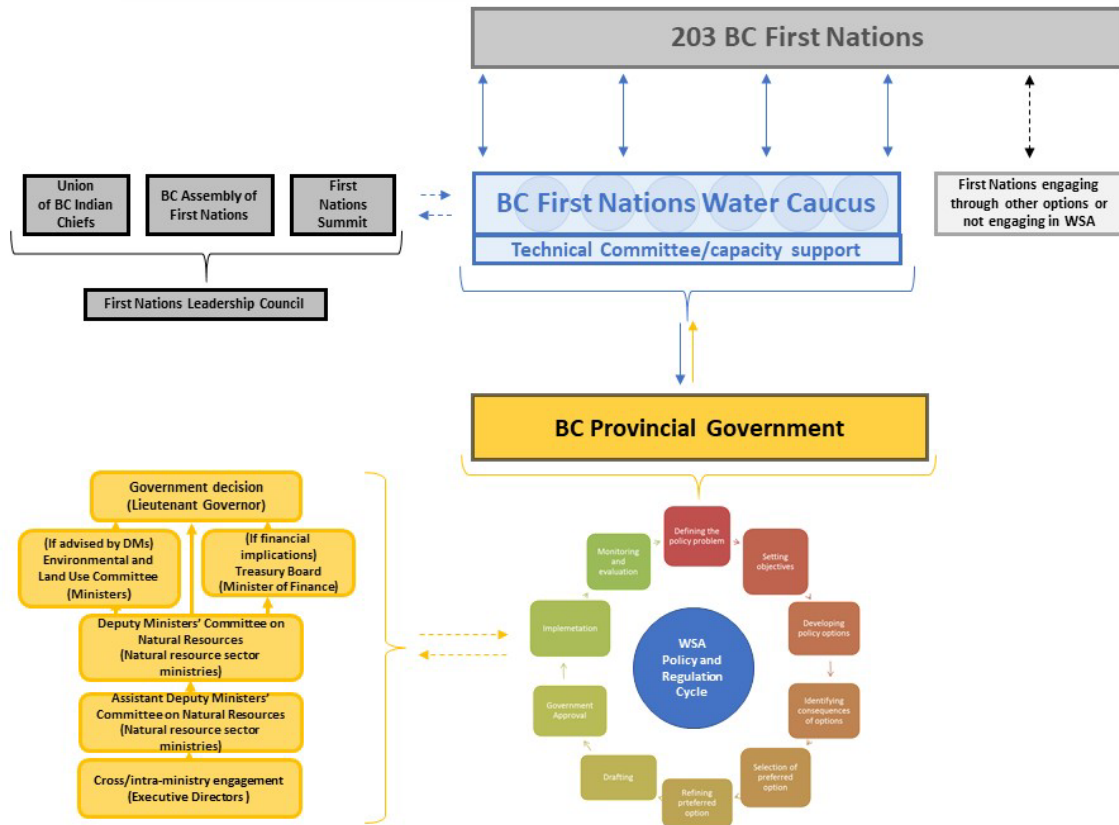 203 BC First Nations
Union
of BC Indian
Chiefs
BC Assembly of
First Nations
First
Nations
Summit
BC First Nations Water Caucus
Technical Committee/capacity support
First Nations engaging
through other options or
not engaging in WSA
First Nations Leadership Council
BC Provincial Government
Government decision
(Lieutenant Governor)
(If advised by DMs)
Environmental and
Land Use Committee
(Ministers)
(If financial
implications)
Treasury Board
(Minister of Finance)
Deputy Ministers' Committee on
Natural Resources
(Natural resource sector
ministries)
Assistant Deputy Ministers'
Committee on Natural Resources
(Natural resource sector
ministries)
Cross/intra-ministry engagement
(Executive Directors)
Defining the
policy problem
Setting
objectives
Developing
policy options
Identifying
consequences
of options
Selection of
preferred
option
Refining
prteferred
option
Drafting
Government
Approval
Implemetation
Monitoring
and
evaluation
WSA
Policy and
Regulation
Cycle